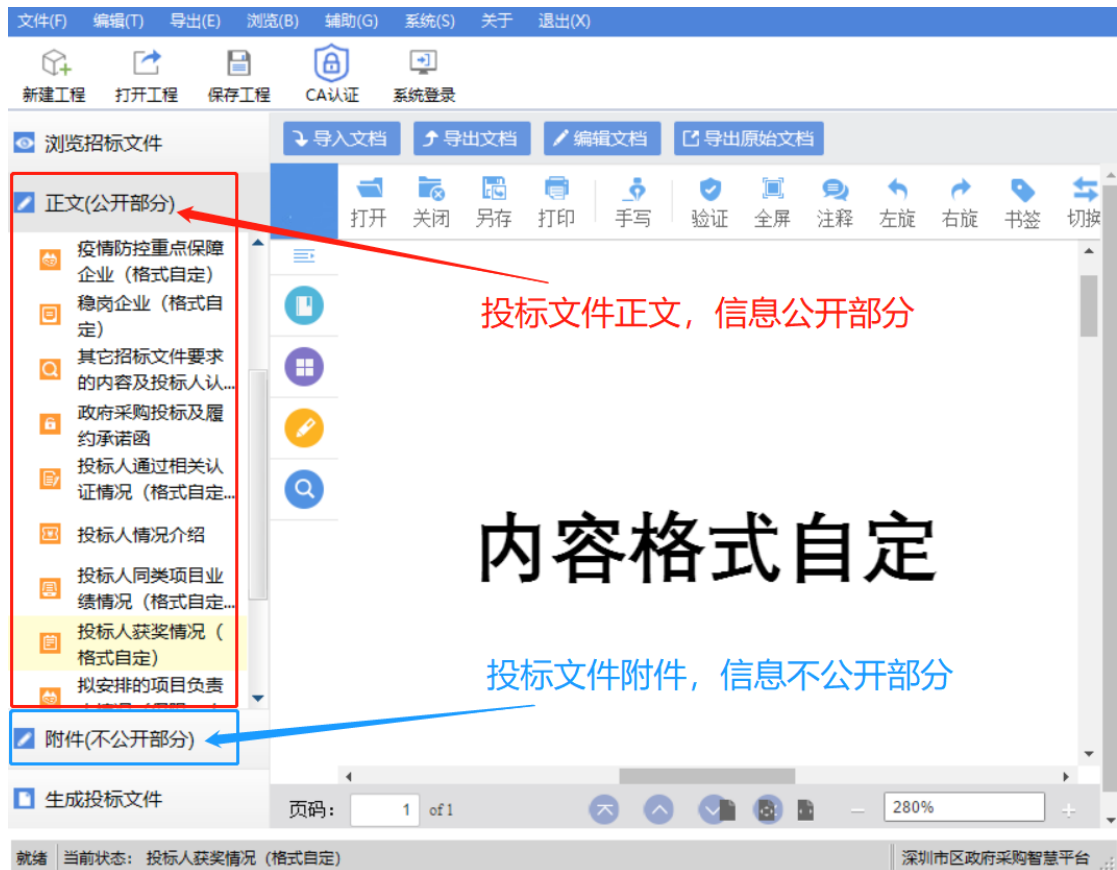 文件(F) 编辑(T) 导出(E) 浏览(B) 辅助(G) 系统(S) 关于 退出(X)
新建工程 打开工程 保存工程 CA认证 系统登录
浏览招标文件
导入文档 导出文档 编辑文档 导出原始文档
正文(公开部分)
打开 关闭 另存 打印 手写 验证 全屏 注释 左旋 右旋 书签 切换
疫情防控重点保障
企业（格式自定）
稳岗企业（格式自
定）
其它招标文件要求
的内容及投标人认...
政府采购投标及履
约承诺函
投标人通过相关认
证情况（格式自定...
投标人情况介绍
投标人同类项目业
绩情况（格式自定...
投标人获奖情况（
格式自定）
拟安排的项目负责
投标文件正文，信息公开部分
内容格式自定
投标文件附件，信息不公开部分
附件(不公开部分)
生成投标文件
页码： 1 of 1 280%
就绪 当前状态： 投标人获奖情况（格式自定） 深圳市区政府采购智慧平台